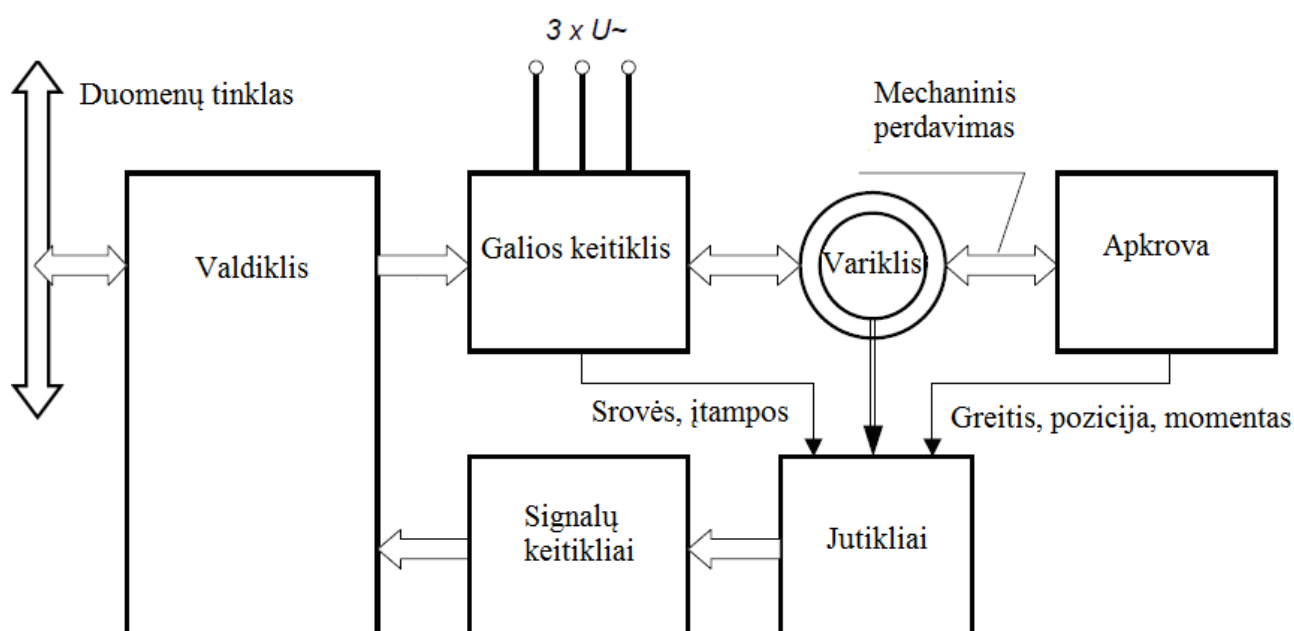 3 x U~
Duomenų tinklas
Mechaninis
perdavimas
Valdiklis
Galios keitiklis
Variklis
Apkrova
Srovės, įtampos
Greitis, pozicija, momentas
Signalų
keitikliai
Jutikliai